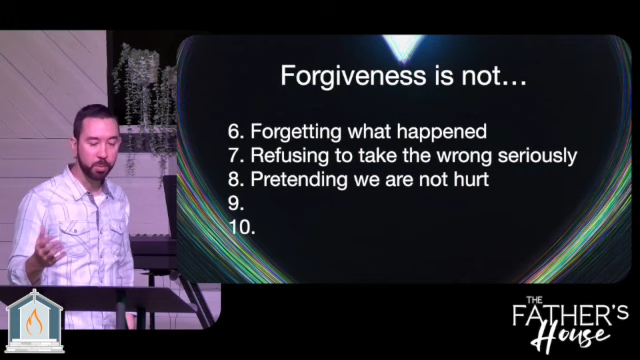 Forgiveness is not...
6. Forgetting what happened
7. Refusing to take the wrong seriously
8. Pretending we are not hurt
9.
10.
THE
FATHER'S
House